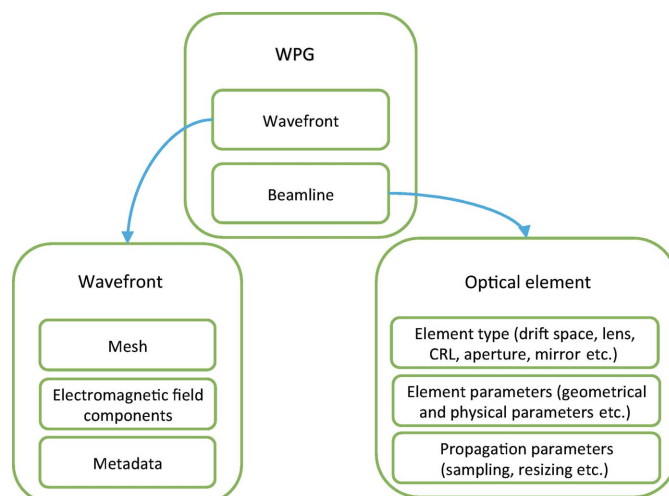 WPG
Wavefront
Beamline
Wavefront
Mesh
Electromagnetic field
components
Metadata
Optical element
Element type (drift space, lens,
CRL, aperture, mirror etc.)
Element parameters (geometrical
and physical parameters etc.)
Propagation parameters
(sampling, resizing etc.)